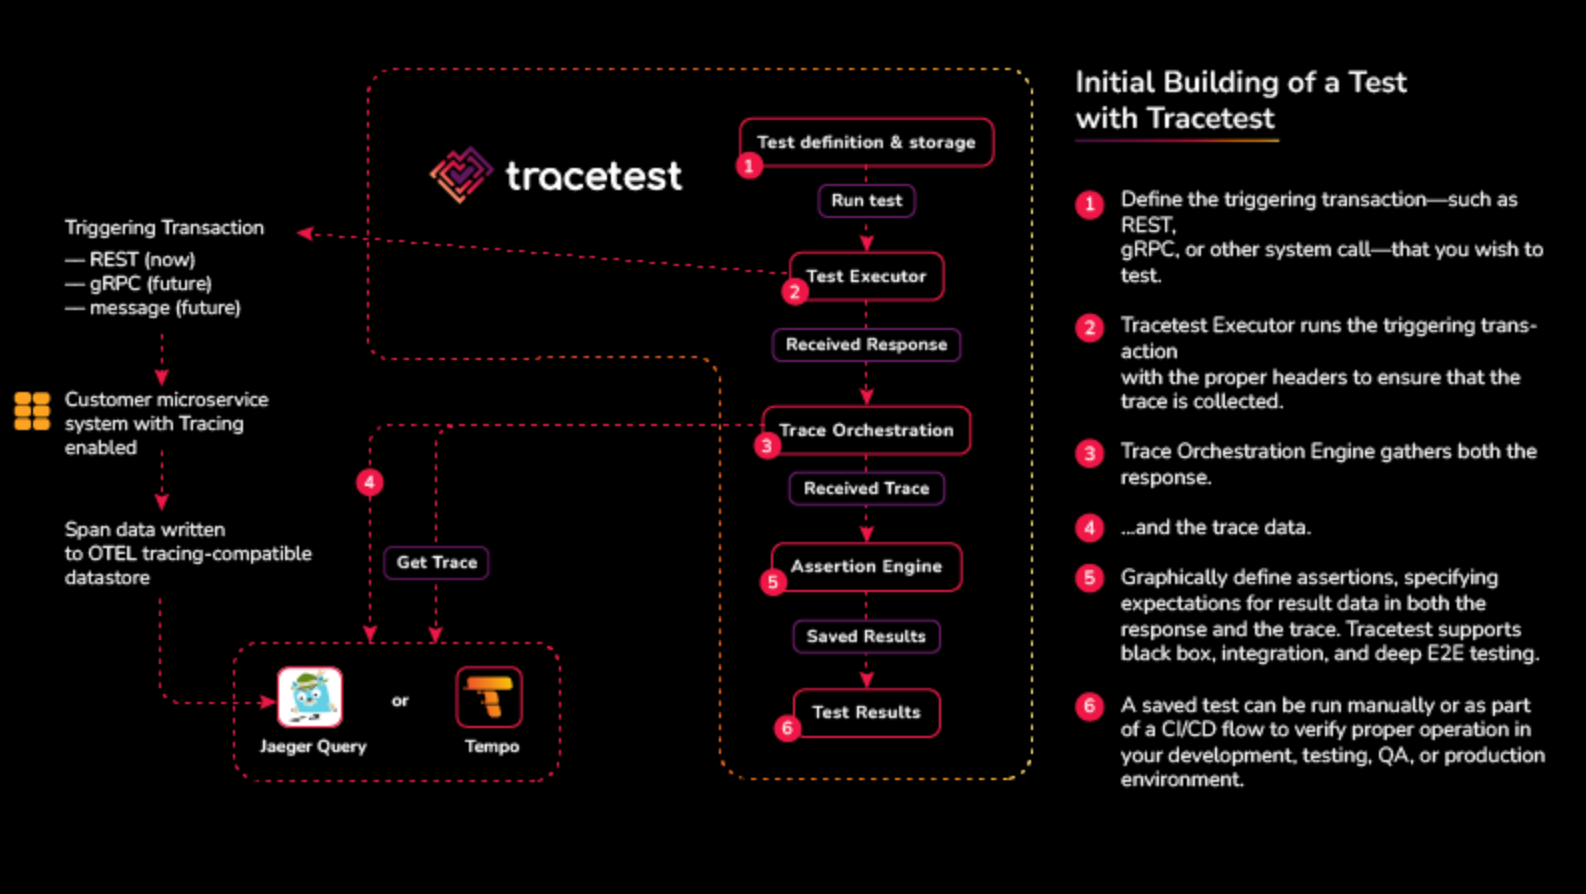 tracetest
Test definition & storage
1
Run test
Test Executor
2
Received Response
Trace Orchestration
3
Received Trace
Assertion Engine
5
Saved Results
Test Results
6
Triggering Transaction
— REST (now)
— gRPC (future)
— message (future)
Customer microservice
system with Tracing
enabled
Span data written
to OTEL tracing-compatible
datastore
4
Get Trace
or
Jaeger Query
Tempo
Initial Building of a Test
with Tracetest
1 Define the triggering transaction—such as
REST,
gRPC, or other system call—that you wish to
test.
2 Tracetest Executor runs the triggering trans-
action
with the proper headers to ensure that the
trace is collected.
3 Trace Orchestration Engine gathers both the
response.
4 ...and the trace data.
5 Graphically define assertions, specifying
expectations for result data in both the
response and the trace. Tracetest supports
black box, integration, and deep E2E testing.
6 A saved test can be run manually or as part
of a CI/CD flow to verify proper operation in
your development, testing, QA, or production
environment.